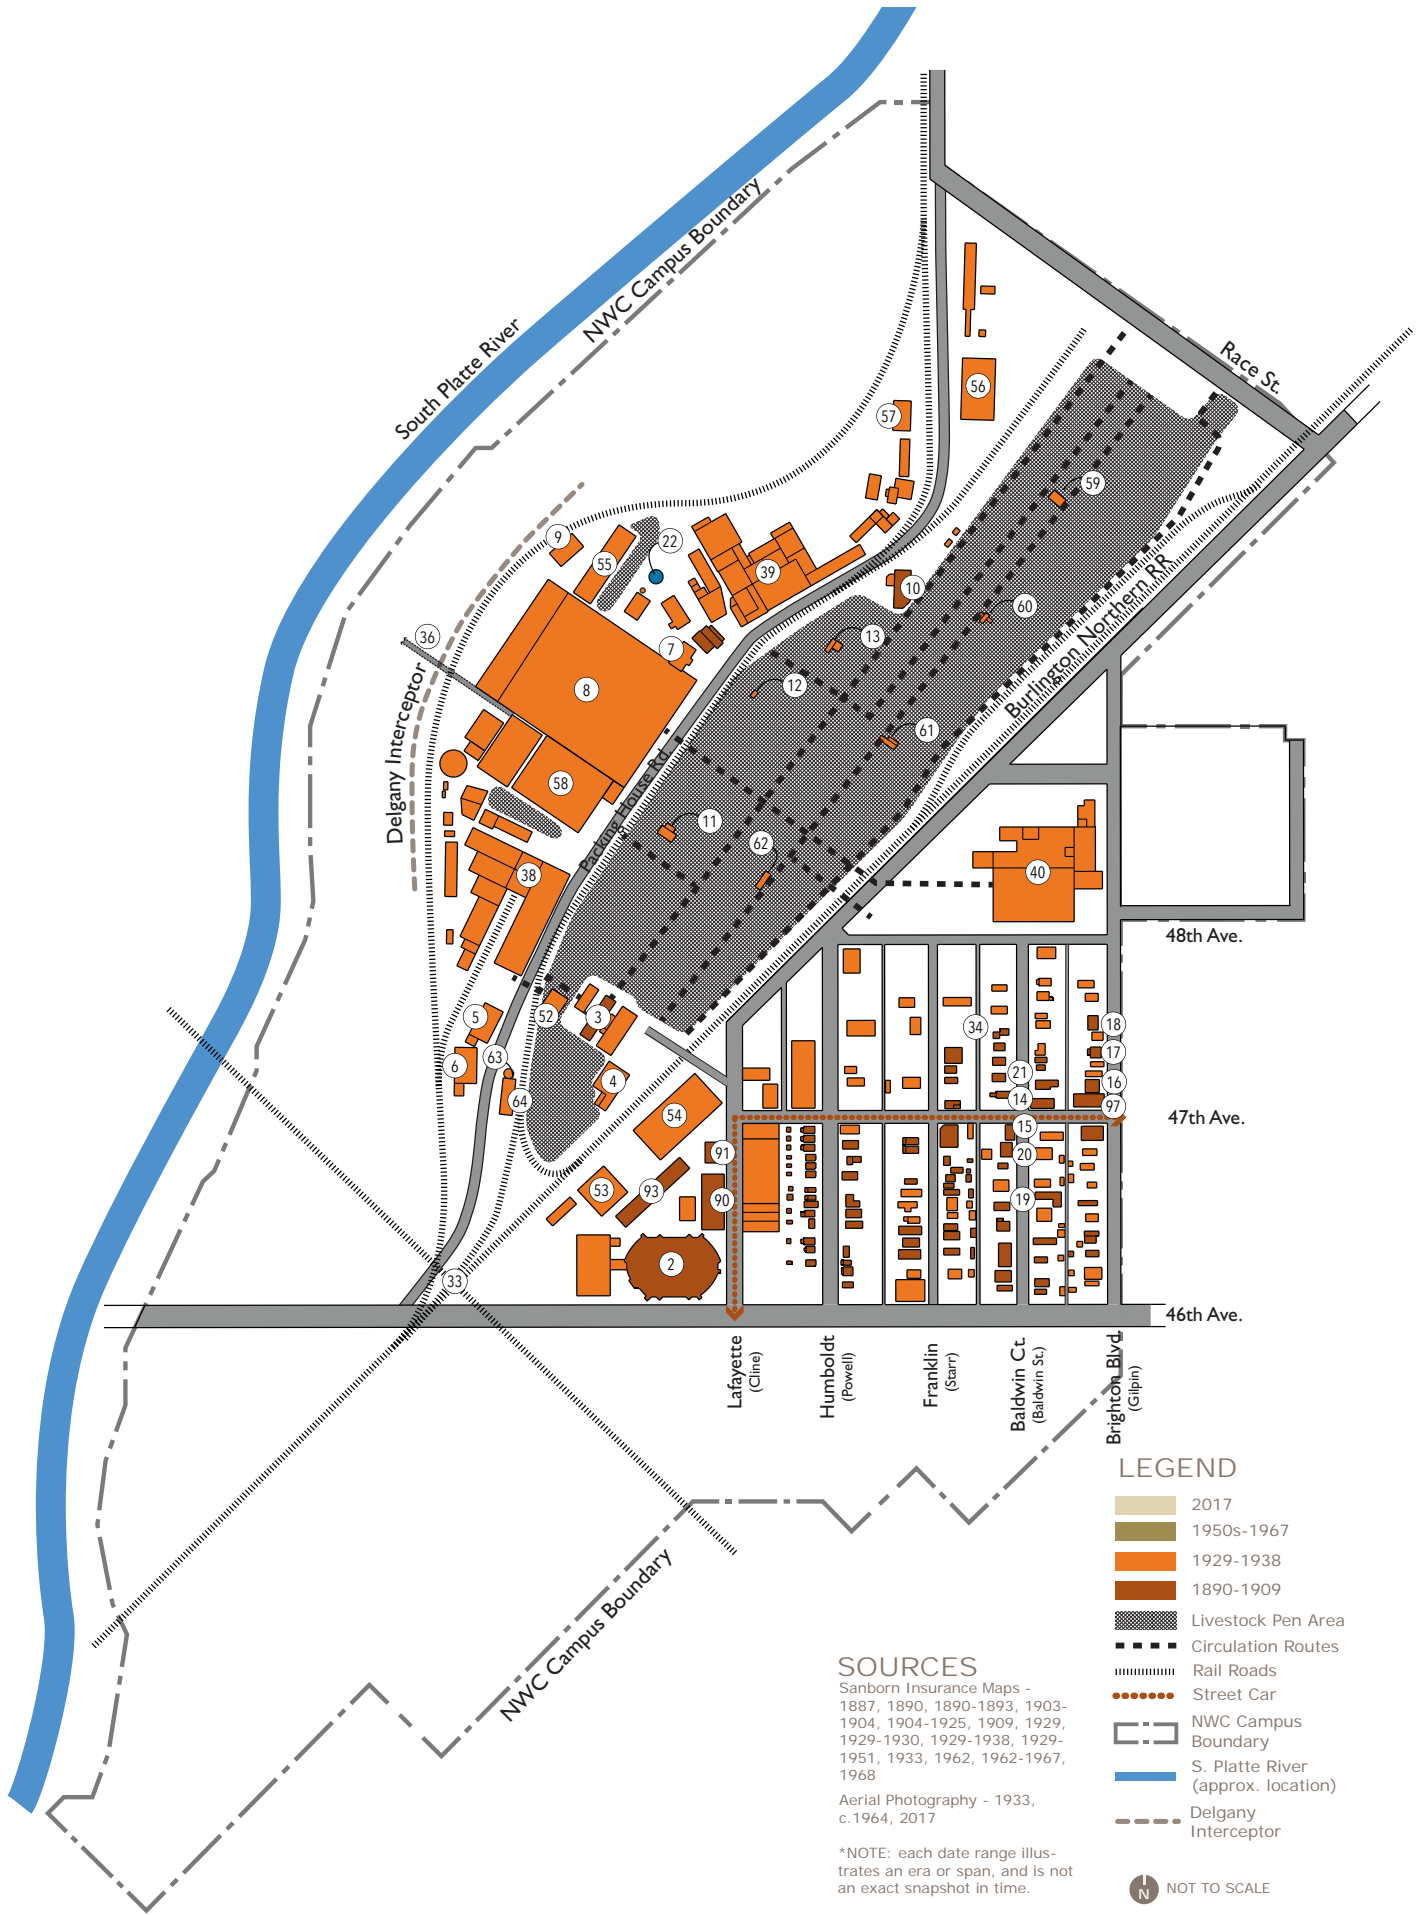 NWC Campus Boundary
South Platte River
Race St.
56
57
59
9
55
22
39
10
60
36
7
13
8
12
Burlington Northern RR
61
Delgany Interceptor
58
Packing House Rd.
11
62
38
40
48th Ave.
5
52
3
34
18
17
63
6
4
21
16
64
54
14
97
47th Ave.
15
91
20
53
93
90
19
2
33
46th Ave.
Lafayette
(Cline)
Humboldt
(Powell)
Franklin
(Starr)
Baldwin Ct.
(Baldwin St.)
Brighton Blvd.
(Gilpin)
NWC Campus Boundary
LEGEND
2017
1950s-1967
1929-1938
1890-1909
Livestock Pen Area
Circulation Routes
Rail Roads
Street Car
NWC Campus
Boundary
S. Platte River
(approx. location)
Delgany
Interceptor
N
NOT TO SCALE
SOURCES
Sanborn Insurance Maps -
1887, 1890, 1890-1893, 1903-
1904, 1904-1925, 1909, 1929,
1929-1930, 1929-1938, 1929-
1951, 1933, 1962, 1962-1967,
1968
Aerial Photography - 1933,
c.1964, 2017
*NOTE: each date range illus-
trates an era or span, and is not
an exact snapshot in time.